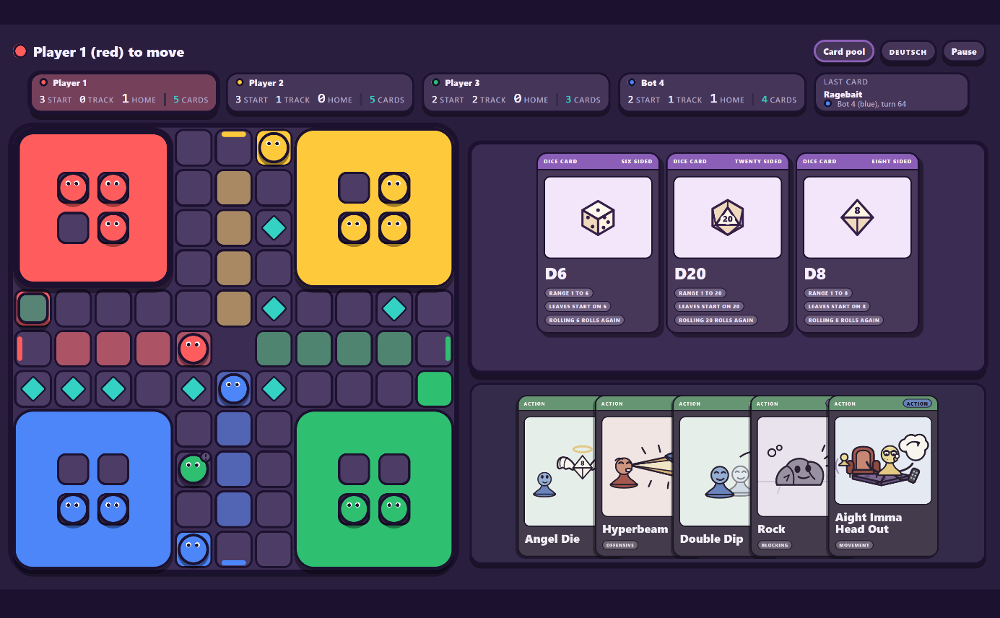 Player 1 (red) to move
Card pool
DEUTSCH
Pause
Player 1
3 START 0 TRACK 1 HOME 5 CARDS
Player 2
3 START 1 TRACK 0 HOME 5 CARDS
Player 3
2 START 2 TRACK 0 HOME 3 CARDS
Bot 4
2 START 1 TRACK 1 HOME 4 CARDS
LAST CARD
Ragebait
Bot 4 (blue), turn 64
DICE CARD SIX SIDED
D6
RANGE 1 TO 6
LEAVES START ON 6
ROLLING 6 ROLLS AGAIN
DICE CARD TWENTY SIDED
20
D20
RANGE 1 TO 20
LEAVES START ON 20
ROLLING 20 ROLLS AGAIN
DICE CARD EIGHT SIDED
8
D8
RANGE 1 TO 8
LEAVES START ON 8
ROLLING 8 ROLLS AGAIN
!
ACTION
8
Angel Die
ACTION
Hyperbeam
OFFENSIVE
ACTION
Double Dip
ACTION
Rock
BLOCKING
ACTION ACTION
Aight Imma
Head Out
MOVEMENT